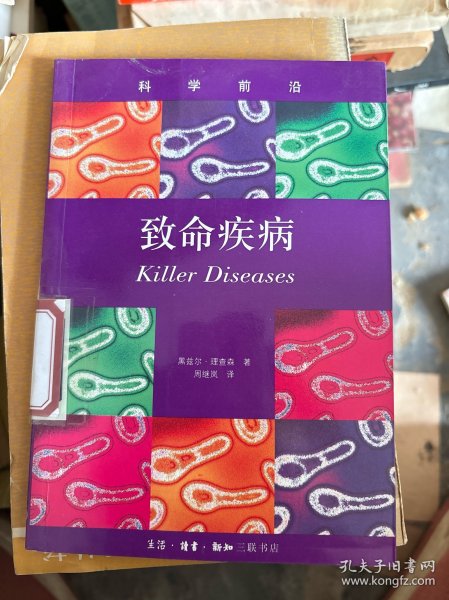 科学前沿
致命疾病
Killer Diseases
黑兹尔·理查森 著
周继岚 译
生活·讀書·新知三联书店
孔夫子旧书网
www.kongfz.com